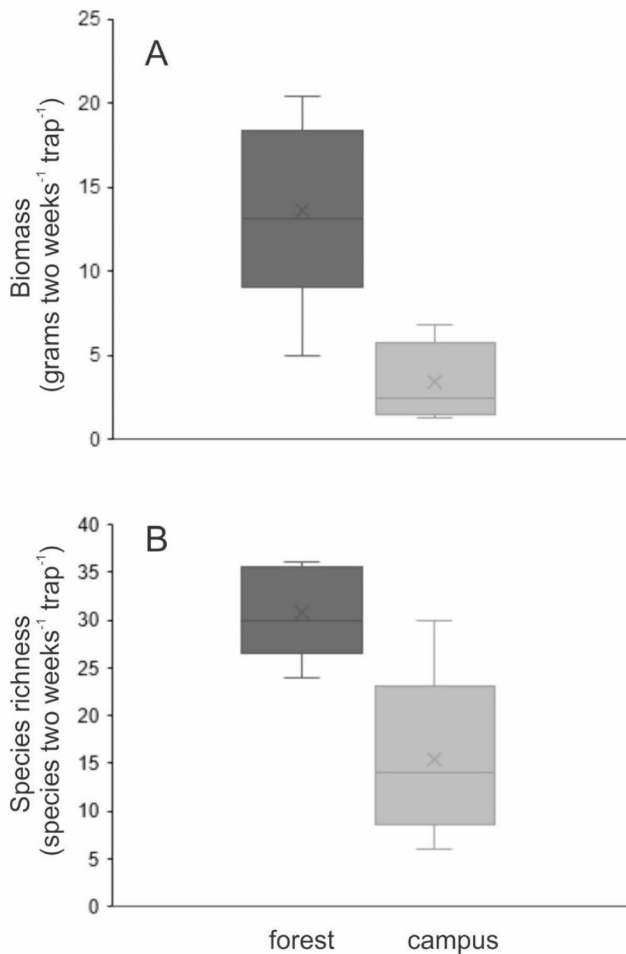 A
Biomass
(grams two weeks⁻¹ trap⁻¹)
25
20
15
10
5
0
B
Species richness
(species two weeks⁻¹ trap⁻¹)
40
35
30
25
20
15
10
5
0
forest campus